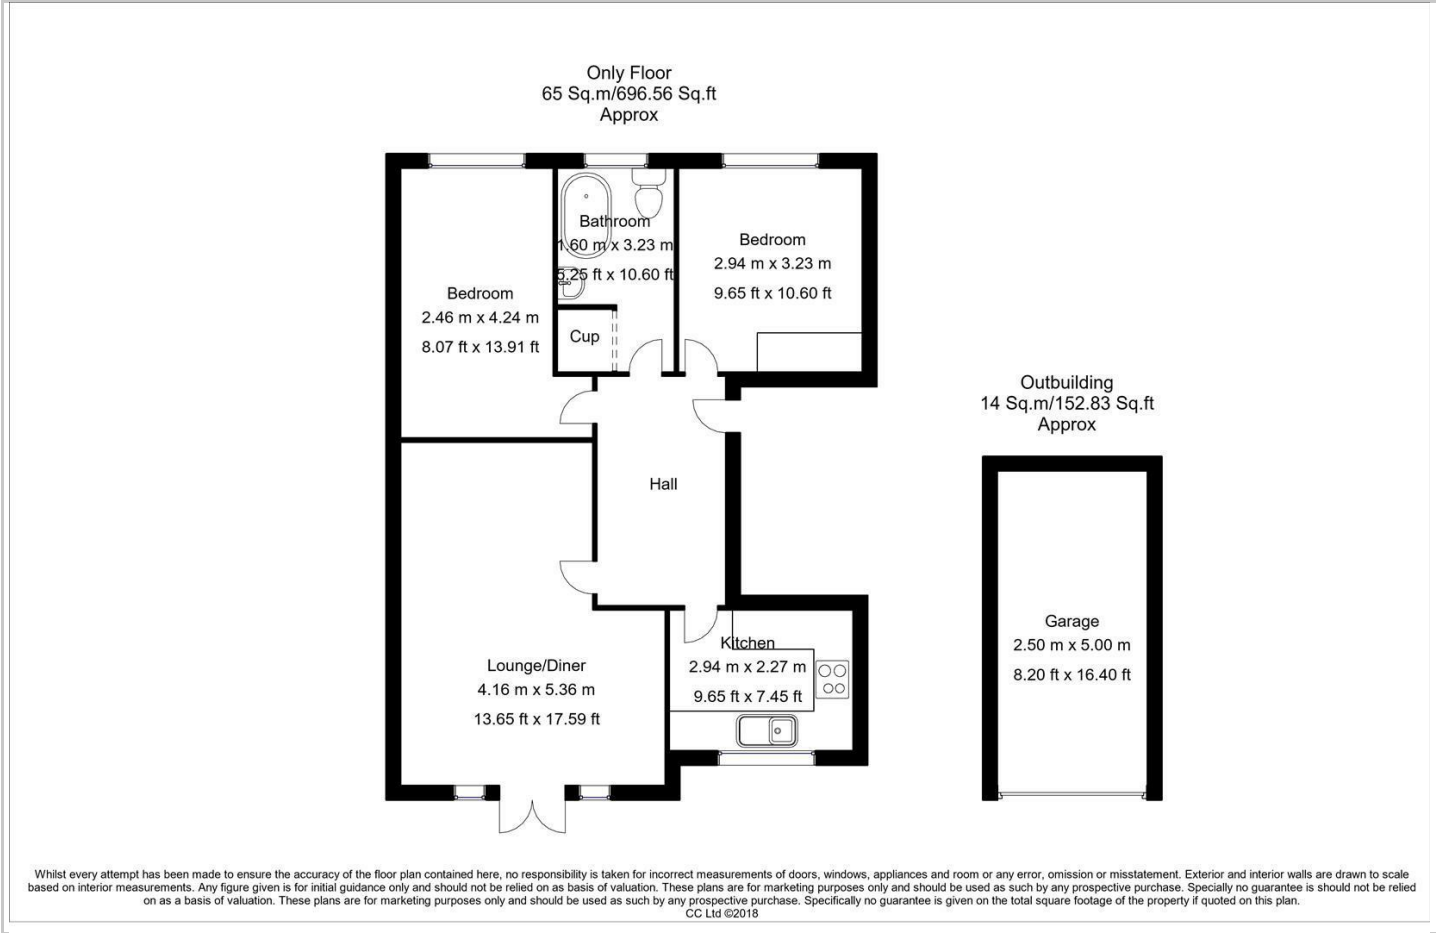 Only Floor
65 Sq.m/696.56 Sq.ft
Approx
Bathroom
1.60 m x 3.23 m
5.25 ft x 10.60 ft
Bedroom
2.94 m x 3.23 m
9.65 ft x 10.60 ft
Bedroom
2.46 m x 4.24 m
8.07 ft x 13.91 ft
Cup
Hall
Outbuilding
14 Sq.m/152.83 Sq.ft
Approx
Lounge/Diner
4.16 m x 5.36 m
13.65 ft x 17.59 ft
Kitchen
2.94 m x 2.27 m
9.65 ft x 7.45 ft
Garage
2.50 m x 5.00 m
8.20 ft x 16.40 ft
Whilst every attempt has been made to ensure the accuracy of the floor plan contained here, no responsibility is taken for incorrect measurements of doors, windows, appliances and room or any error, omission or misstatement. Exterior and interior walls are drawn to scale
based on interior measurements. Any figure given is for initial guidance only and should not be relied on as basis of valuation. These plans are for marketing purposes only and should be used as such by any prospective purchase. Specially no guarantee is should not be relied
on as a basis of valuation. These plans are for marketing purposes only and should be used as such by any prospective purchase. Specifically no guarantee is given on the total square footage of the property if quoted on this plan.
CC Ltd ©2018